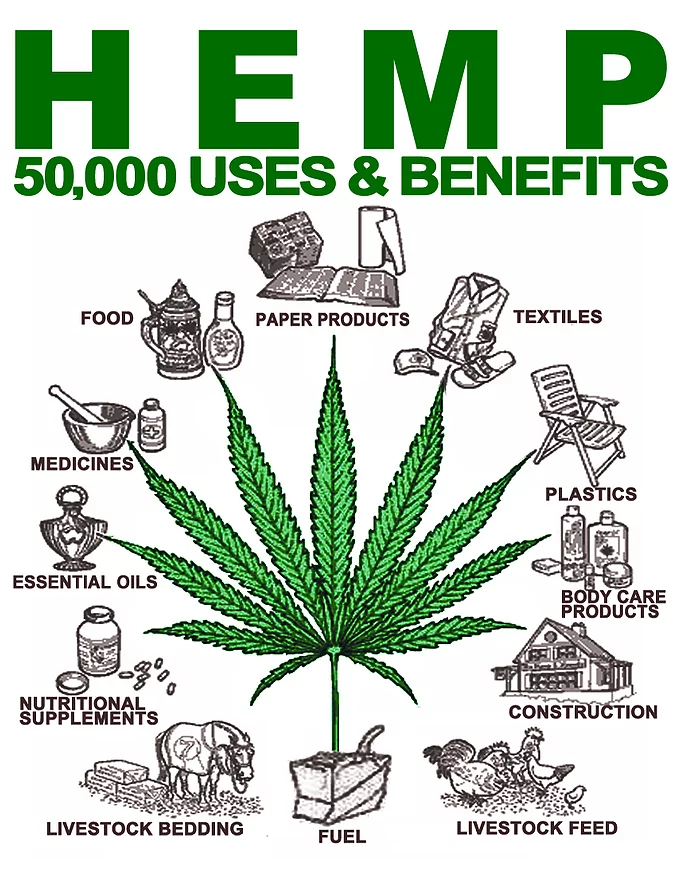 HEMP
50,000 USES & BENEFITS
FOOD
PAPER PRODUCTS
TEXTILES
MEDICINES
PLASTICS
ESSENTIAL OILS
BODY CARE
PRODUCTS
NUTRITIONAL
SUPPLEMENTS
CONSTRUCTION
LIVESTOCK BEDDING
FUEL
LIVESTOCK FEED